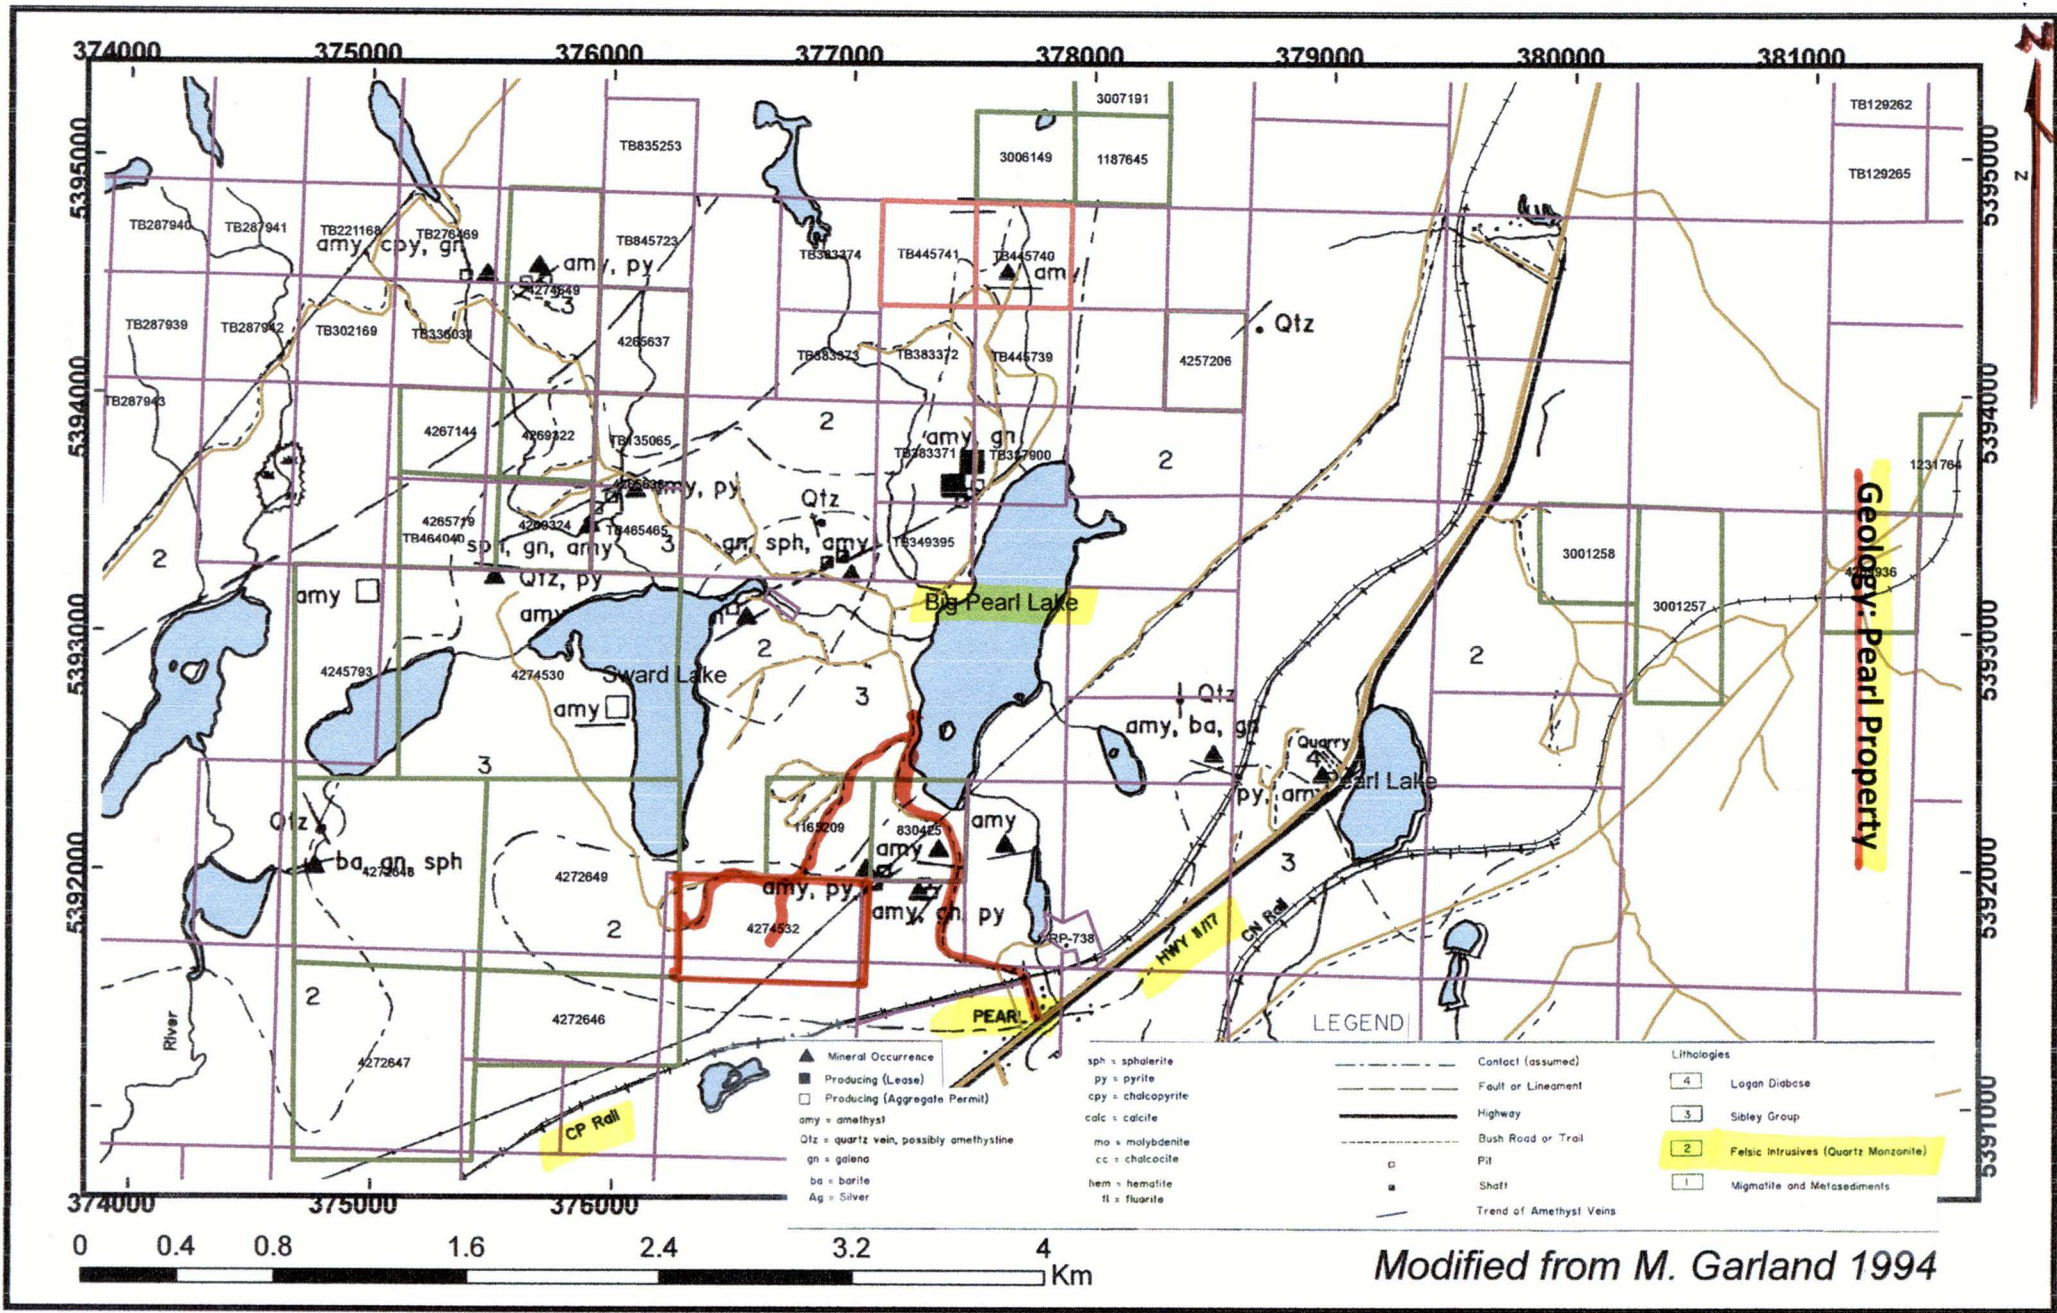 374000 375000 376000 377000 378000 379000 380000 381000
N
Z
5395000
5394000
5393000
5392000
5395000
5394000
5393000
5392000
5391000
3007191
TB129262
TB835253
3006149
1187645
TB129265
TB287940
TB287941
TB221168
TB276469
amy, cpy, gn
TB845723
amy, py
4274649
3
TB383374
TB445741
TB445740
amy
TB287939
TB287942
TB302169
TB336031
4265637
TB383373
TB383372
TB445739
4257206
Qtz
TB287943
4267144
4269322
TB135065
2
amy, gn
TB383371
TB337900
2
1231764
amy, py
Qtz
4265719
4269324
TB464040
TB465465
3
sph, gn, amy
gn, sph, amy
TB349395
2
3001258
3001257
amy
Qtz, py
amy
Big Pearl Lake
2
Sward Lake
4245793
4274530
amy
3
2
Qtz
amy, ba, gn
Quarry
4
Pearl Lake
py, amy
3
Geology: Pearl Property
Qtz
1165209
830425
amy
amy
ba, gn, sph
4272648
4272649
amy, py
amy, gn, py
3
2
4274532
RP-738
HWY 11/17
CN Rail
2
River
PEARL
4272646
4272647
CP Rail
LEGEND
Mineral Occurrence
Producing (Lease)
Producing (Aggregate Permit)
amy = amethyst
Qtz = quartz vein, possibly amethystine
gn = galena
ba = barite
Ag = Silver
sph = sphalerite
py = pyrite
cpy = chalcopyrite
calc = calcite
mo = molybdenite
cc = chalcocite
hem = hematite
fl = fluorite
Contact (assumed)
Fault or Lineament
Highway
Bush Road or Trail
Pit
Shaft
Trend of Amethyst Veins
Lithologies
4 Logan Diabase
3 Sibley Group
2 Felsic Intrusives (Quartz Monzonite)
1 Migmatite and Metasediments
374000 375000 376000
0 0.4 0.8 1.6 2.4 3.2 4
Km
Modified from M. Garland 1994